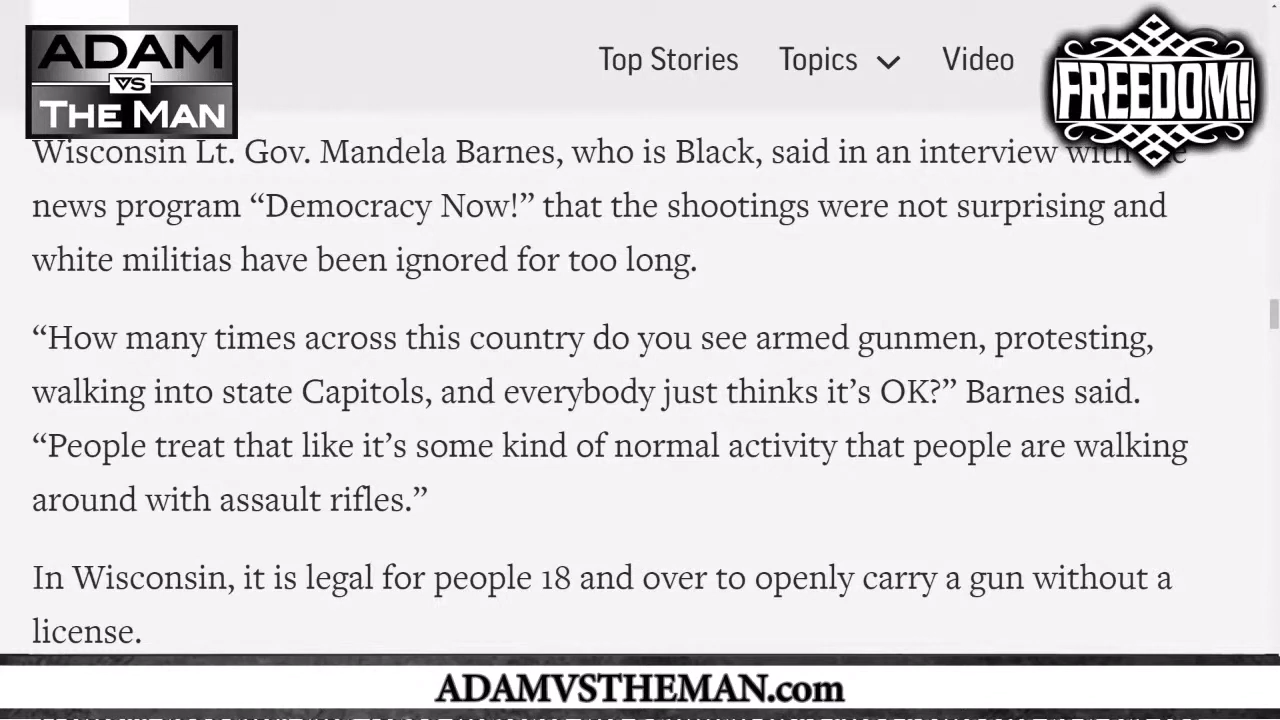 ADAM
VS
THE MAN
Top Stories
Topics
Video
FREEDOM!
Wisconsin Lt. Gov. Mandela Barnes, who is Black, said in an interview with
news program “Democracy Now!” that the shootings were not surprising and
white militias have been ignored for too long.
“How many times across this country do you see armed gunmen, protesting,
walking into state Capitols, and everybody just thinks it’s OK?” Barnes said.
“People treat that like it’s some kind of normal activity that people are walking
around with assault rifles.”
In Wisconsin, it is legal for people 18 and over to openly carry a gun without a
license.
ADAMVSTHEMAN.com